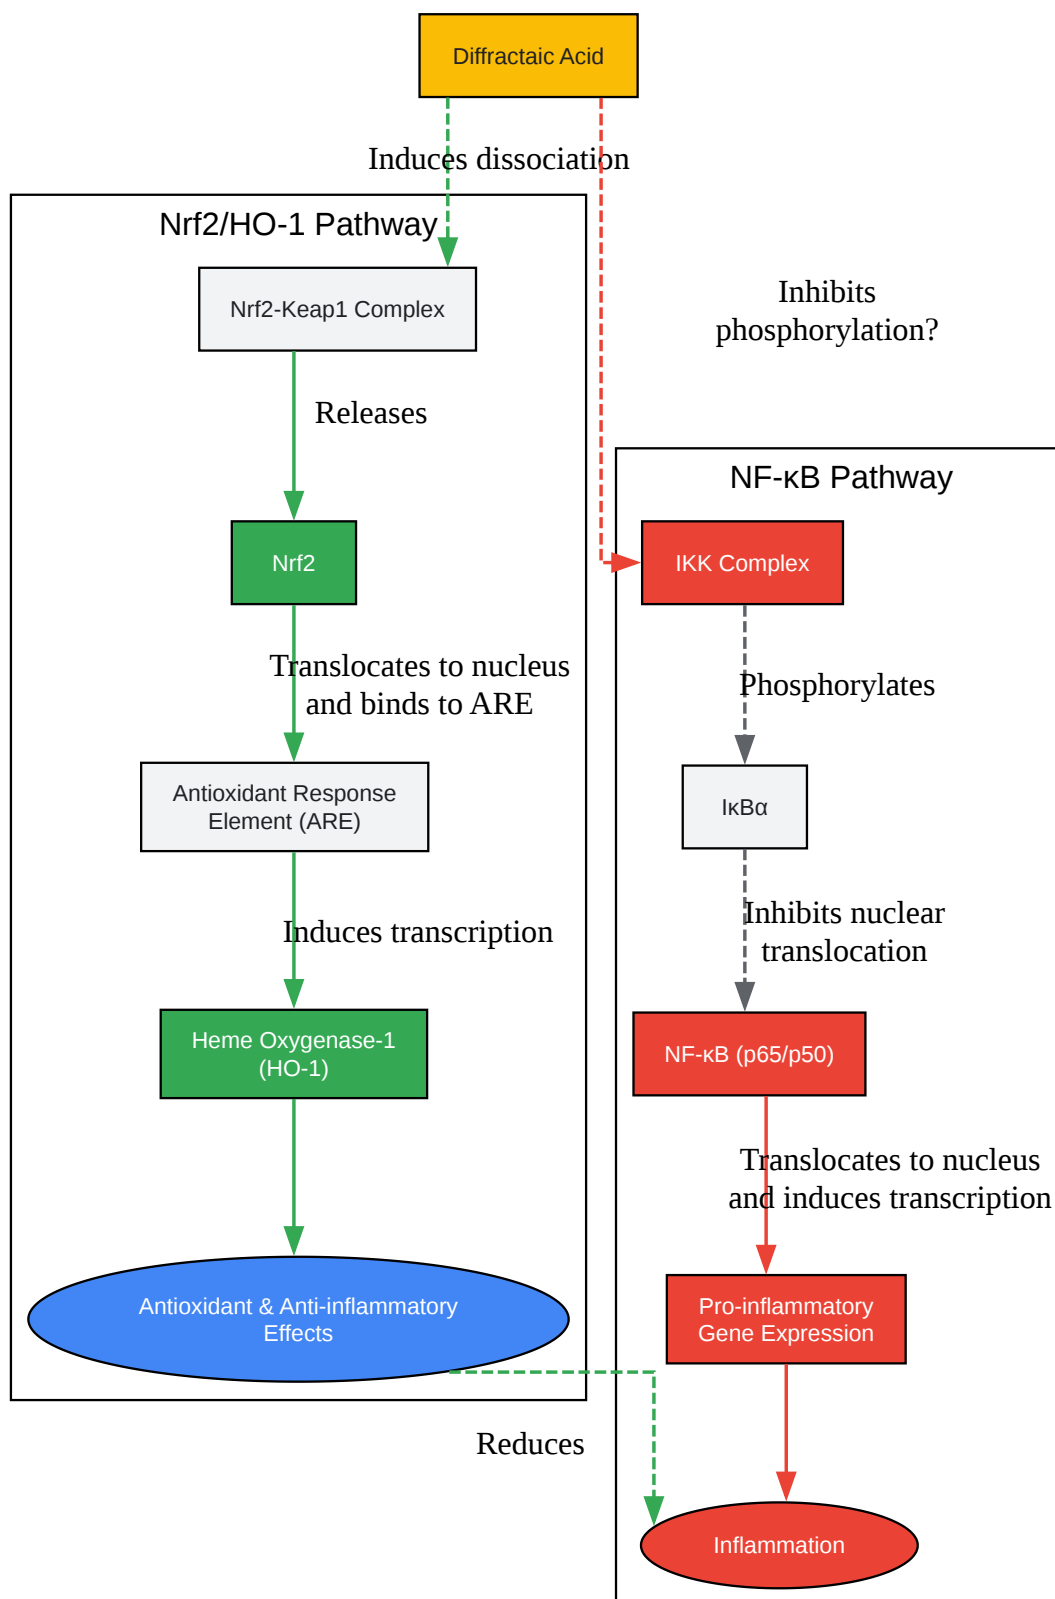 Diffractaic Acid
Induces dissociation
Nrf2/HO-1 Pathway
Nrf2-Keap1 Complex
Inhibits
phosphorylation?
Releases
NF-κB Pathway
Nrf2
IKK Complex
Translocates to nucleus
and binds to ARE
Phosphorylates
Antioxidant Response
Element (ARE)
IκBα
Induces transcription
Inhibits nuclear
translocation
Heme Oxygenase-1
(HO-1)
NF-κB (p65/p50)
Translocates to nucleus
and induces transcription
Antioxidant & Anti-inflammatory
Effects
Pro-inflammatory
Gene Expression
Reduces
Inflammation